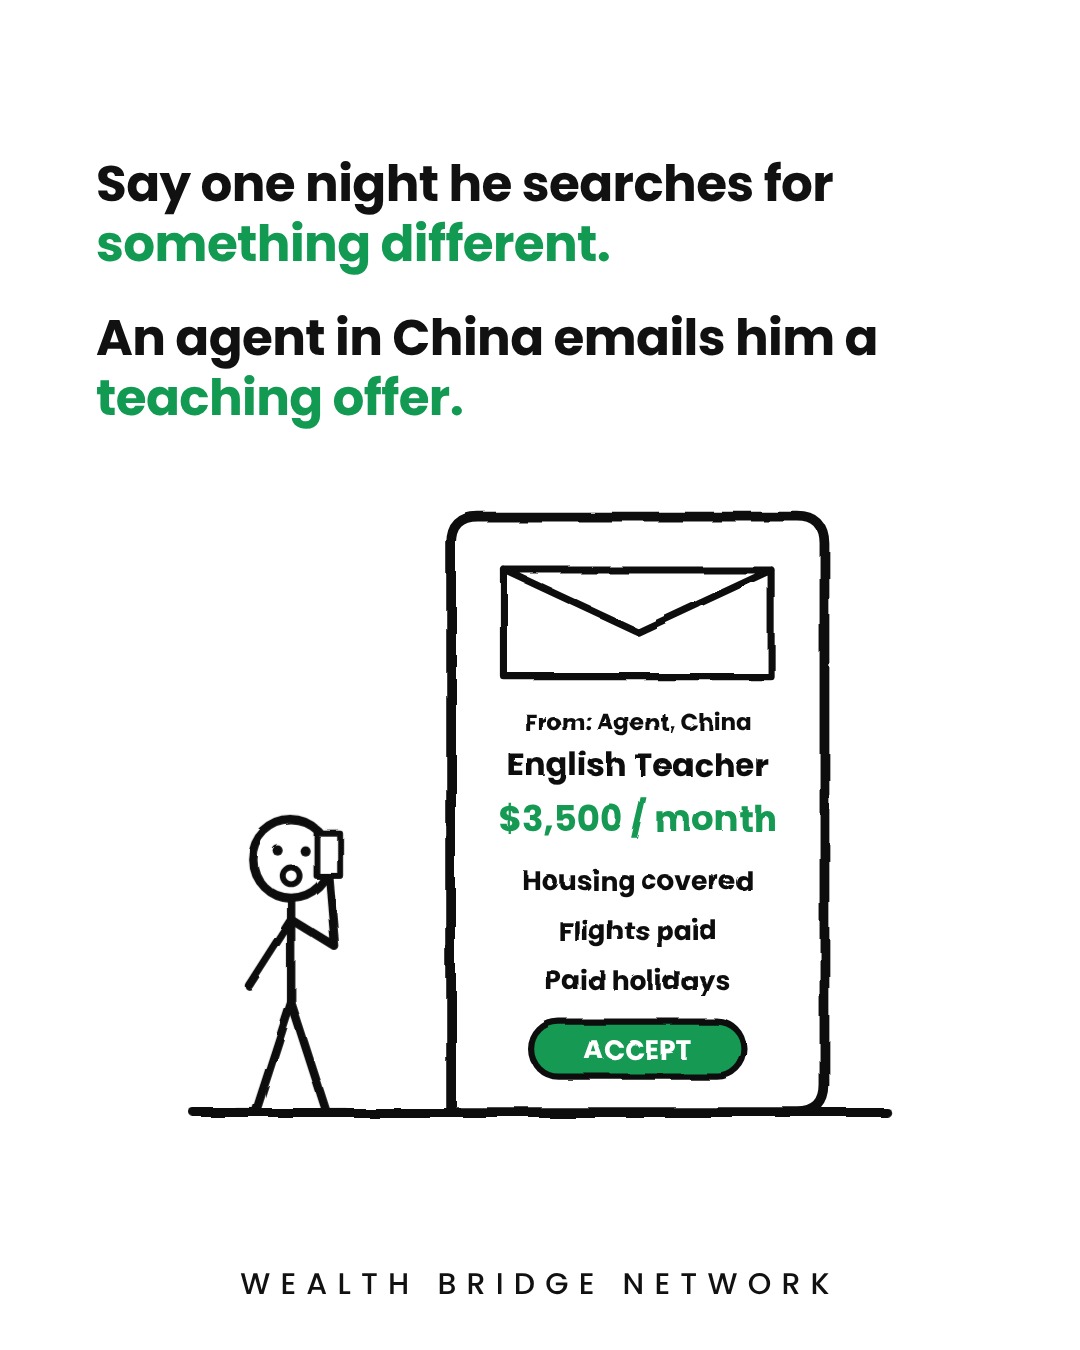 Say one night he searches for
something different.
An agent in China emails him a
teaching offer.
From: Agent, China
English Teacher
$3,500 / month
Housing covered
Flights paid
Paid holidays
ACCEPT
WEALTH BRIDGE NETWORK